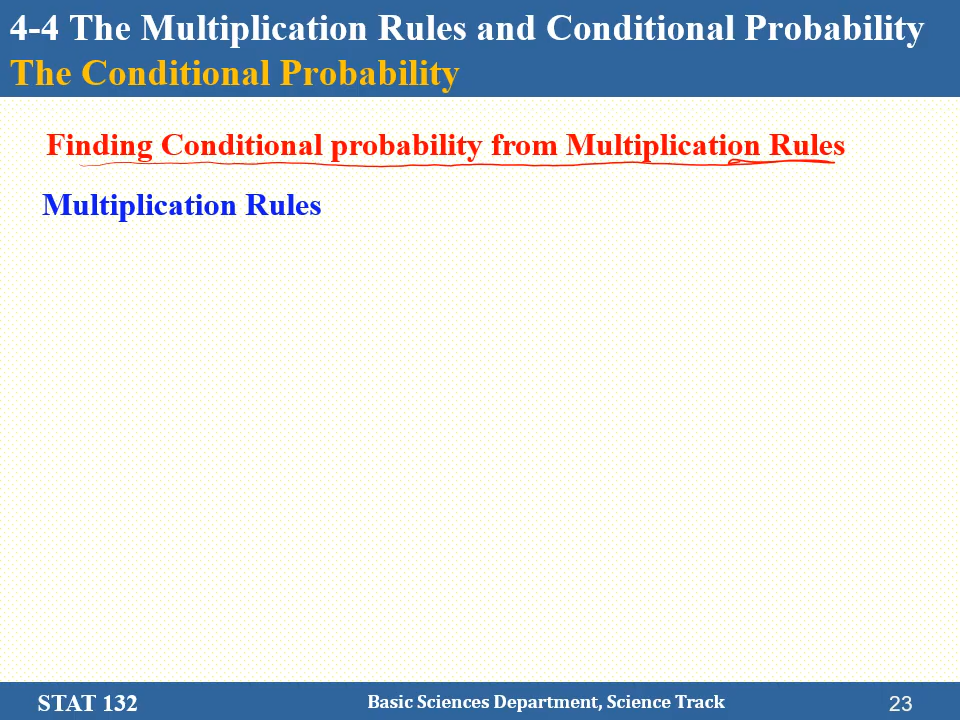 4-4 The Multiplication Rules and Conditional Probability
The Conditional Probability
Finding Conditional probability from Multiplication Rules
Multiplication Rules
STAT 132
Basic Sciences Department, Science Track
23